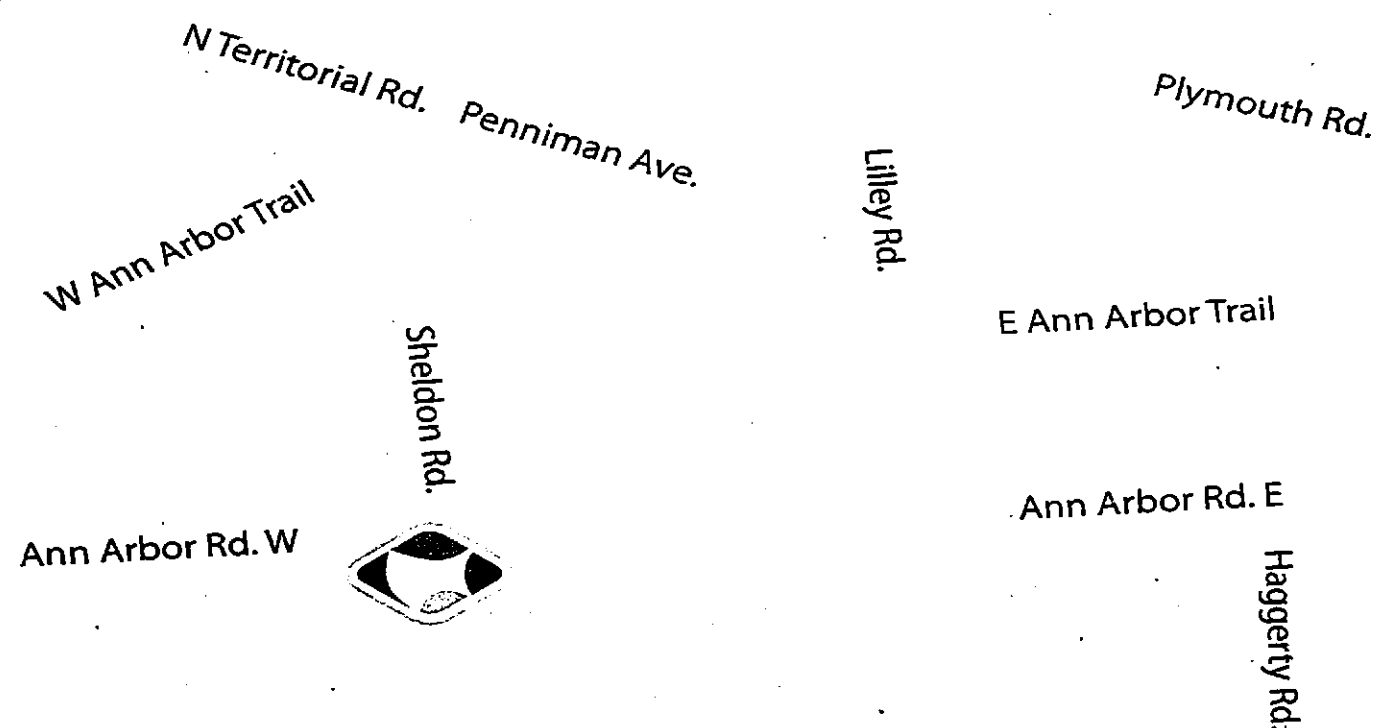 N Territorial Rd.
Penniman Ave.
Plymouth Rd.
Lilley Rd.
W Ann Arbor Trail
E Ann Arbor Trail
Sheldon Rd.
Ann Arbor Rd. E
Ann Arbor Rd. W
Haggerty Rd.